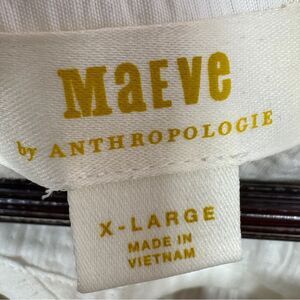 MaEve
by ANTHROPOLOGIE
X-LARGE
MADE IN
VIETNAM